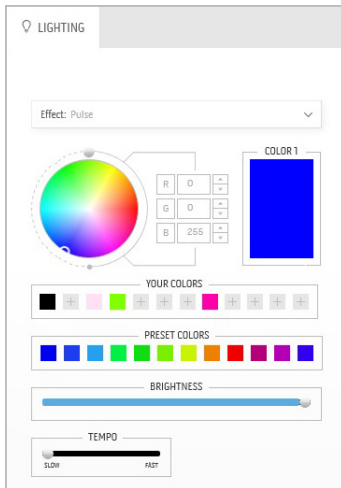 LIGHTING
Effect: Pulse
COLOR 1
R 0
G 0
B 255
YOUR COLORS
PRESET COLORS
BRIGHTNESS
TEMPO
SLOW FAST